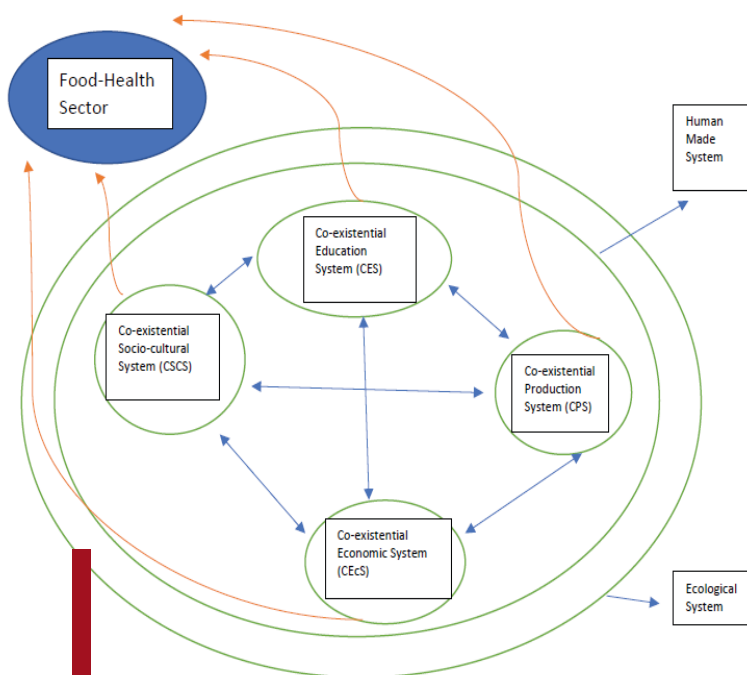 Food-Health
Sector
Human
Made
System
Co-existential
Education
System (CES)
Co-existential
Socio-cultural
System (CSCS)
Co-existential
Production
System (CPS)
Co-existential
Economic System
(CEcS)
Ecological
System